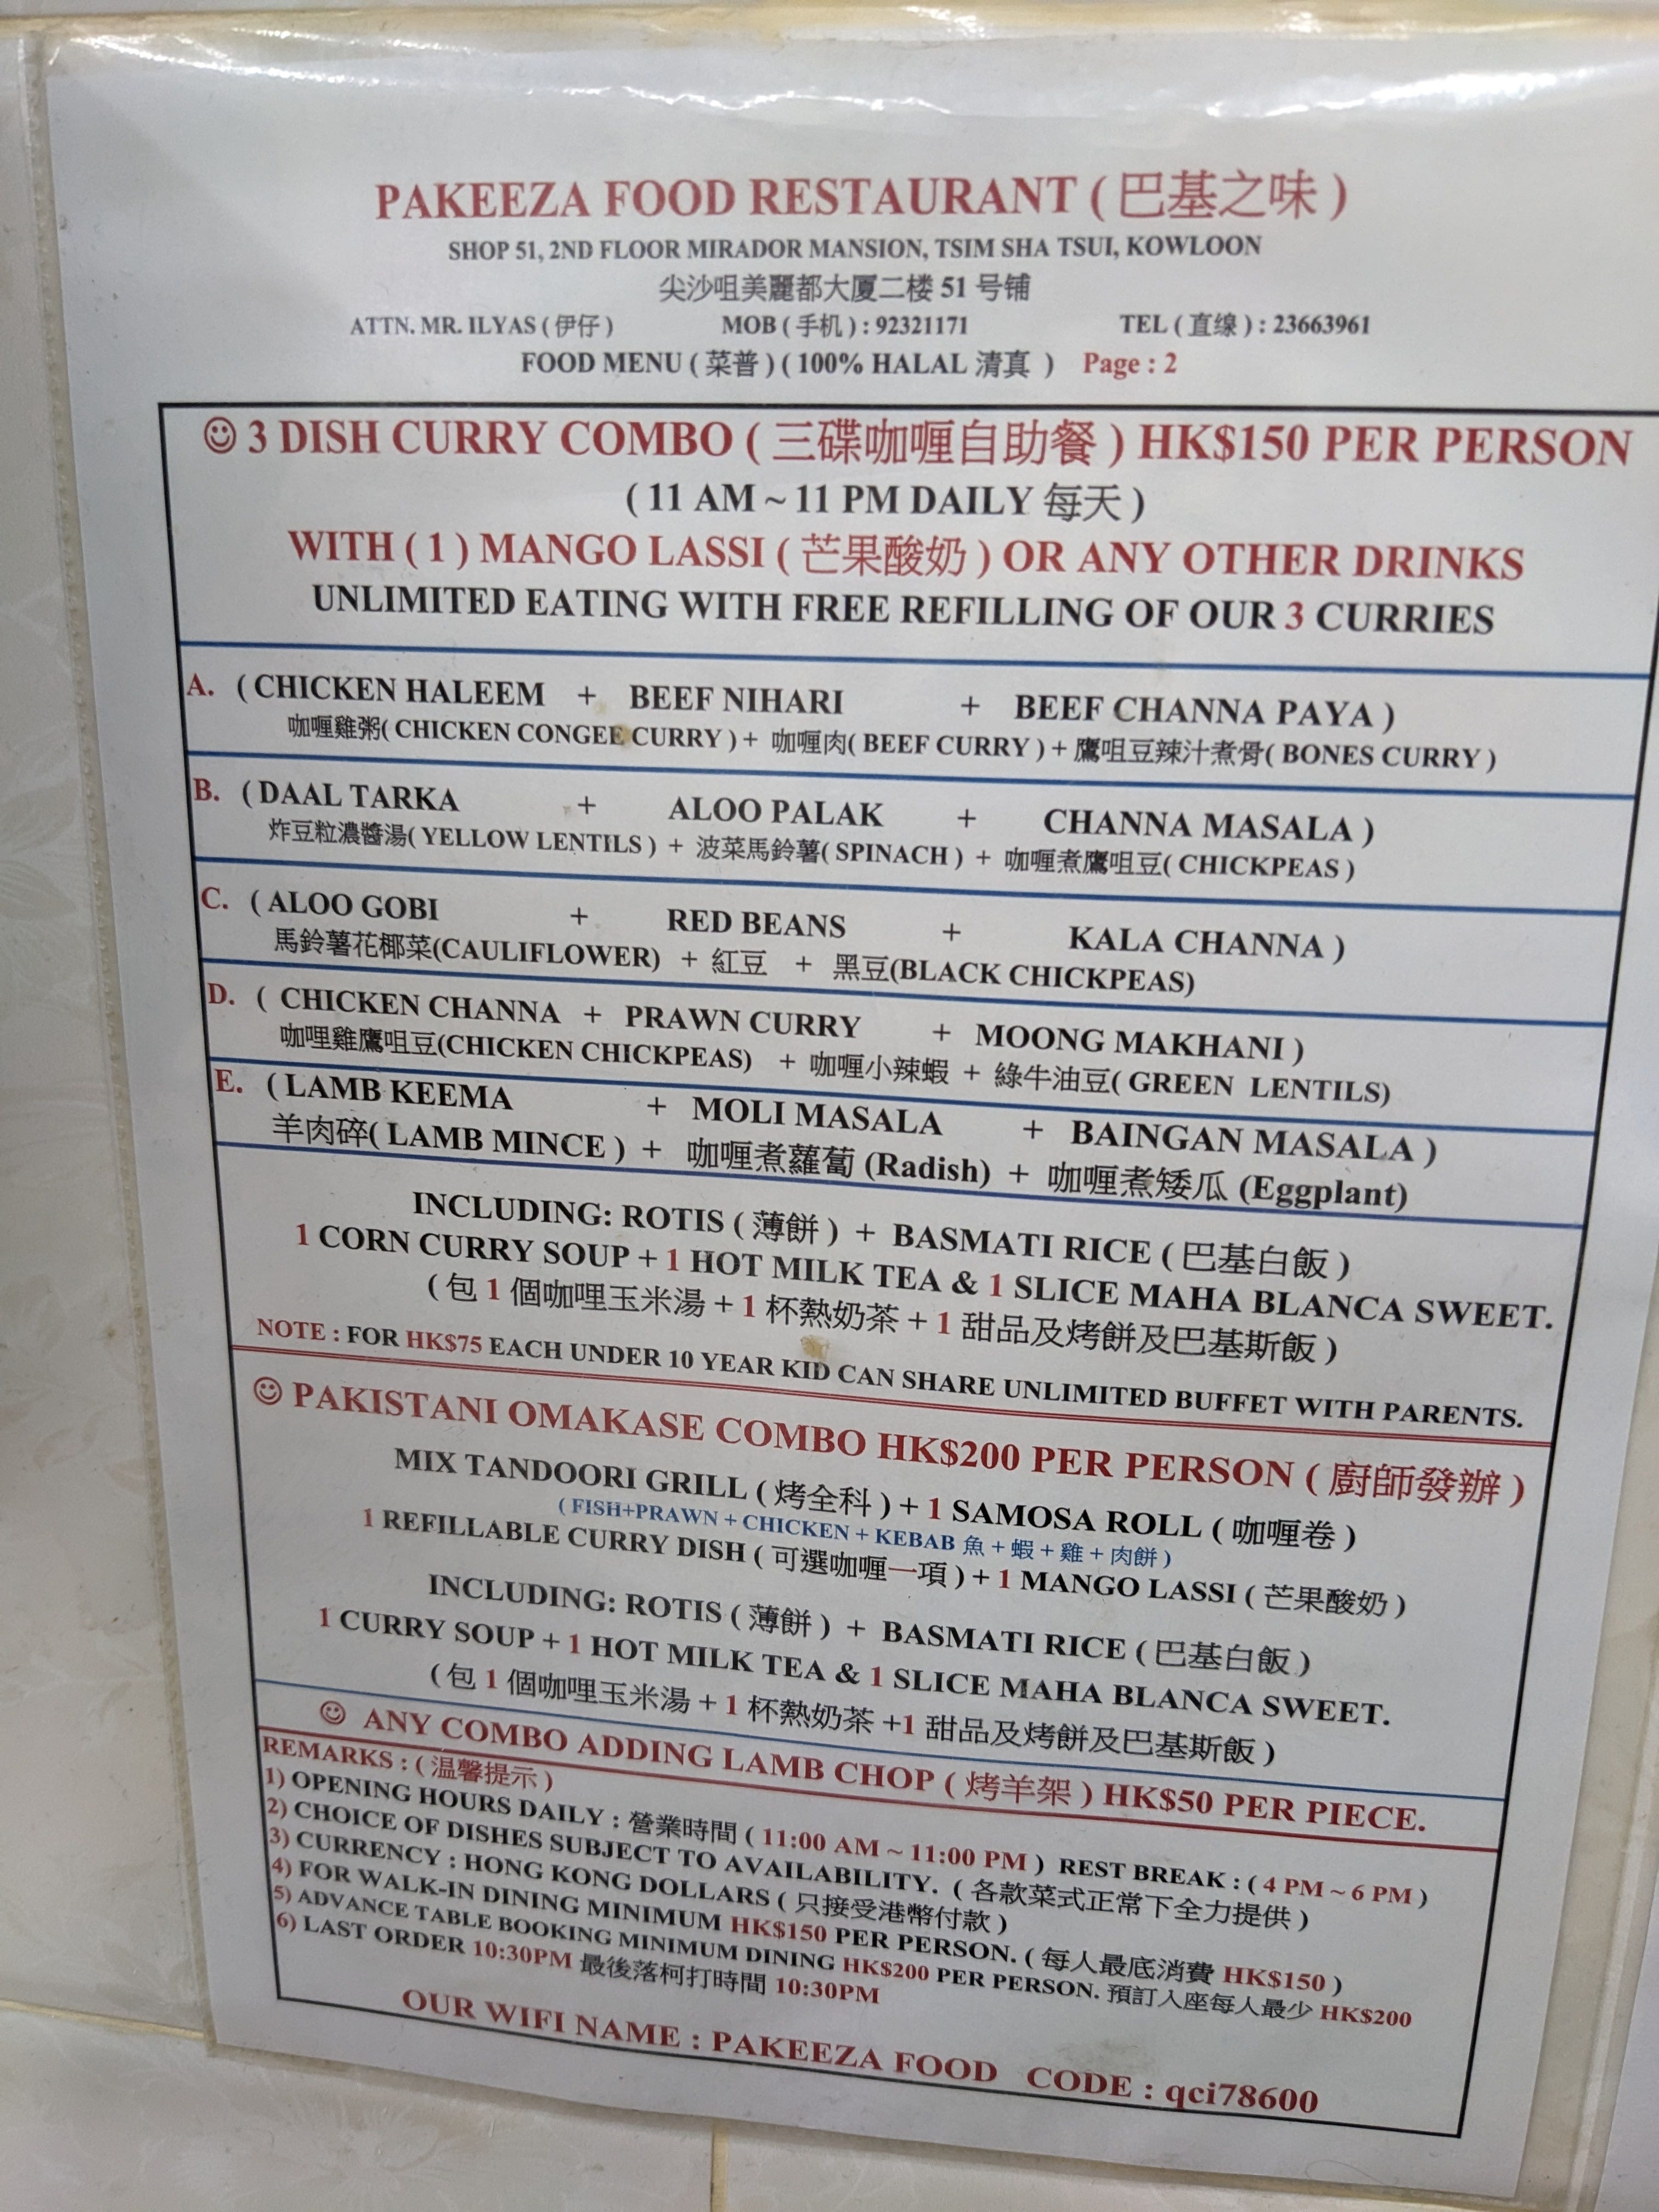 PAKEEZA FOOD RESTAURANT ( 巴基之味 )
SHOP 51, 2ND FLOOR MIRADOR MANSION, TSIM SHA TSUI, KOWLOON
尖沙咀美麗都大厦二楼 51 号铺
ATTN. MR. ILYAS ( 伊仔 ) MOB ( 手机 ) : 92321171 TEL ( 直缐 ) : 23663961
FOOD MENU ( 菜普 ) ( 100% HALAL 清真 ) Page : 2
☺ 3 DISH CURRY COMBO ( 三碟咖喱自助餐 ) HK$150 PER PERSON
( 11 AM ~ 11 PM DAILY 每天 )
WITH ( 1 ) MANGO LASSI ( 芒果酸奶 ) OR ANY OTHER DRINKS
UNLIMITED EATING WITH FREE REFILLING OF OUR 3 CURRIES
A. ( CHICKEN HALEEM + BEEF NIHARI + BEEF CHANNA PAYA )
咖喱雞粥( CHICKEN CONGEE CURRY ) + 咖喱肉( BEEF CURRY ) + 鷹咀豆辣汁煮骨( BONES CURRY )
B. ( DAAL TARKA + ALOO PALAK + CHANNA MASALA )
炸豆粒濃醬湯( YELLOW LENTILS ) + 波菜馬鈴薯( SPINACH ) + 咖喱煮鷹咀豆( CHICKPEAS )
C. ( ALOO GOBI + RED BEANS + KALA CHANNA )
馬鈴薯花椰菜(CAULIFLOWER) + 紅豆 + 黑豆(BLACK CHICKPEAS)
D. ( CHICKEN CHANNA + PRAWN CURRY + MOONG MAKHANI )
咖哩雞鷹咀豆(CHICKEN CHICKPEAS) + 咖喱小辣蝦 + 綠牛油豆( GREEN LENTILS)
E. ( LAMB KEEMA + MOLI MASALA + BAINGAN MASALA )
羊肉碎( LAMB MINCE ) + 咖喱煮蘿蔔 (Radish) + 咖喱煮矮瓜 (Eggplant)
INCLUDING: ROTIS ( 薄餅 ) + BASMATI RICE ( 巴基白飯 )
1 CORN CURRY SOUP + 1 HOT MILK TEA & 1 SLICE MAHA BLANCA SWEET.
( 包 1 個咖哩玉米湯 + 1 杯熱奶茶 + 1 甜品及烤餅及巴基斯飯 )
NOTE : FOR HK$75 EACH UNDER 10 YEAR KID CAN SHARE UNLIMITED BUFFET WITH PARENTS.
☺ PAKISTANI OMAKASE COMBO HK$200 PER PERSON ( 廚師發辦 )
MIX TANDOORI GRILL ( 烤全科 ) + 1 SAMOSA ROLL ( 咖喱卷 )
( FISH+PRAWN + CHICKEN + KEBAB 魚 + 蝦 + 雞 + 肉餅 )
1 REFILLABLE CURRY DISH ( 可選咖喱一項 ) + 1 MANGO LASSI ( 芒果酸奶 )
INCLUDING: ROTIS ( 薄餅 ) + BASMATI RICE ( 巴基白飯 )
1 CURRY SOUP + 1 HOT MILK TEA & 1 SLICE MAHA BLANCA SWEET.
( 包 1 個咖哩玉米湯 + 1 杯熱奶茶 +1 甜品及烤餅及巴基斯飯 )
☺ ANY COMBO ADDING LAMB CHOP ( 烤羊架 ) HK$50 PER PIECE.
REMARKS : ( 温馨提示 )
1) OPENING HOURS DAILY : 營業時間 ( 11:00 AM ~ 11:00 PM ) REST BREAK : ( 4 PM ~ 6 PM )
2) CHOICE OF DISHES SUBJECT TO AVAILABILITY. ( 各款菜式正常下全力提供 )
3) CURRENCY : HONG KONG DOLLARS ( 只接受港幣付款 )
4) FOR WALK-IN DINING MINIMUM HK$150 PER PERSON. ( 每人最底消費 HK$150 )
5) ADVANCE TABLE BOOKING MINIMUM DINING HK$200 PER PERSON. 預訂入座每人最少 HK$200
6) LAST ORDER 10:30PM 最後落柯打時間 10:30PM
OUR WIFI NAME : PAKEEZA FOOD CODE : qci78600